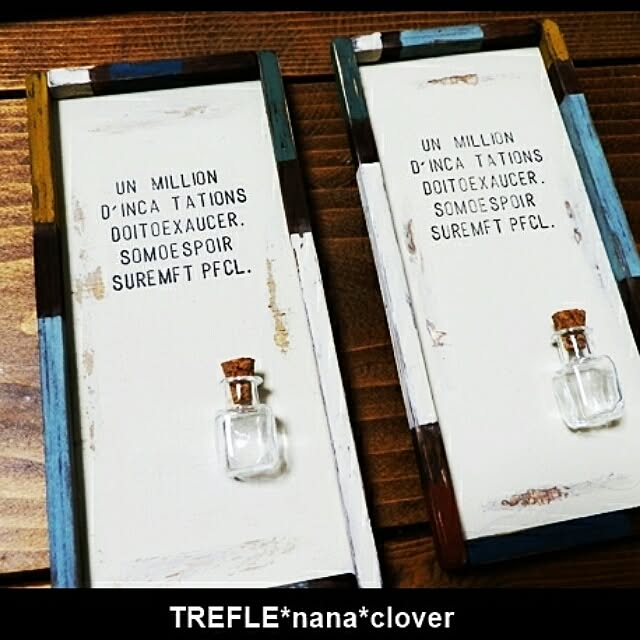 UN MILLION
D'INCA TATIONS
DOITOEXAUCER.
SOMOESPOIR
SUREMFT PFCL.
UN MILLION
D'INCA TATIONS
DOITOEXAUCER.
SOMOESPOIR
SUREMFT PFCL.
TREFLE*nana*clover